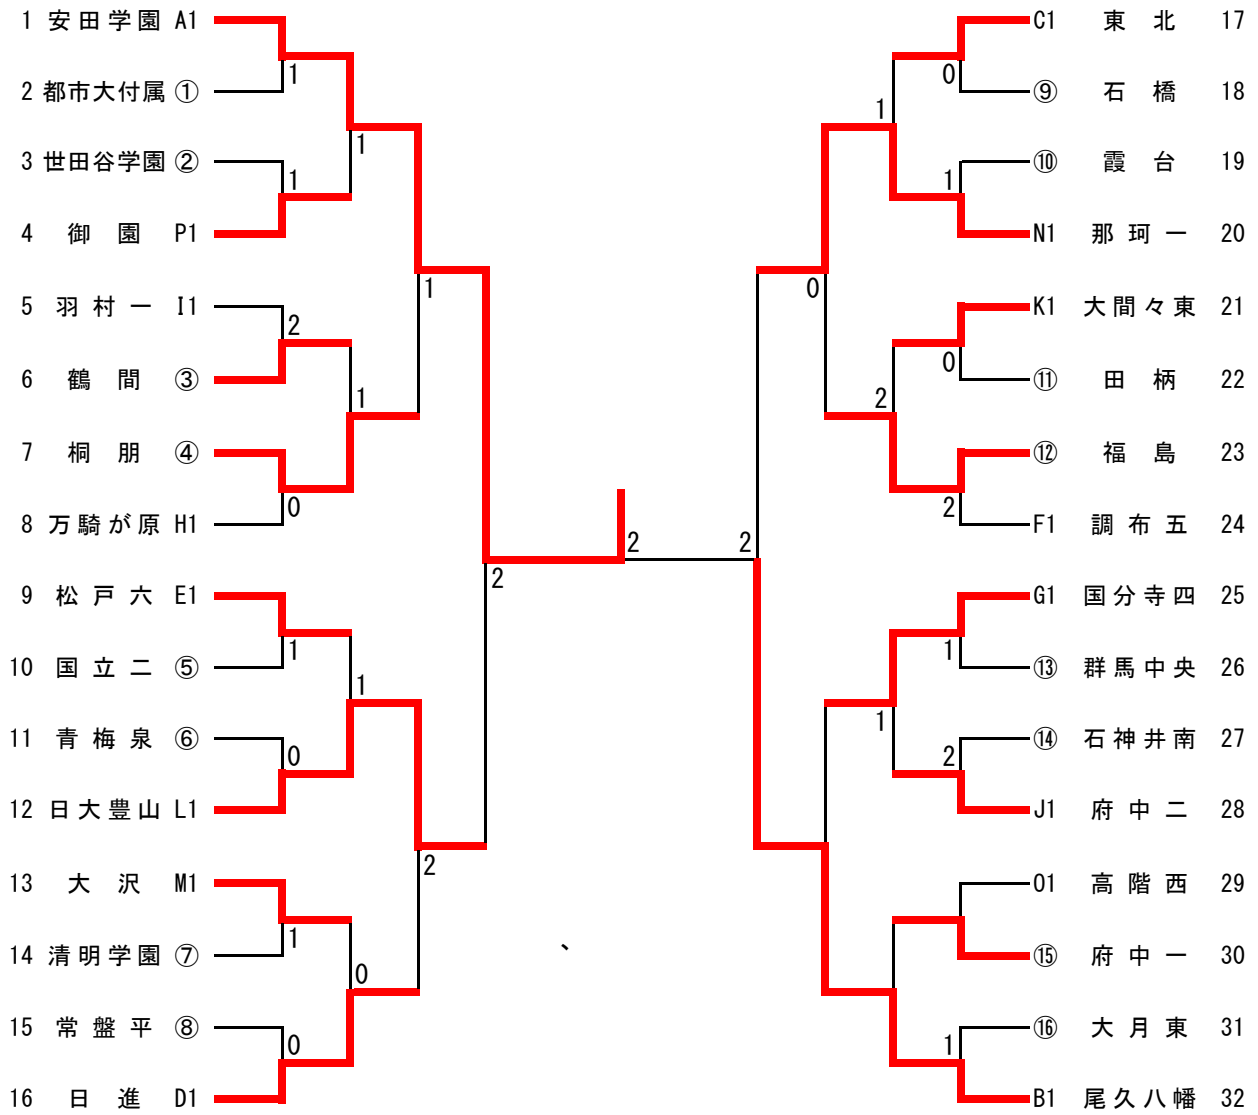 1 安田学園 A1
1
2 都市大付属 ①
1
3 世田谷学園 ②
1
4 御園 P1
1
5 羽村一 I1
2
6 鶴間 ③
1
7 桐朋 ④
0
8 万騎が原 H1
2
9 松戸六 E1
1
10 国立二 ⑤
1
11 青梅泉 ⑥
0
12 日大豊山 L1
2
13 大沢 M1
1
14 清明学園 ⑦
0
15 常盤平 ⑧
0
16 日進 D1
2
2
、
C1 東北 17
0
⑨ 石橋 18
1
⑩ 霞台 19
1
N1 那珂一 20
0
K1 大間々東 21
0
⑪ 田柄 22
2
⑫ 福島 23
2
F1 調布五 24
G1 国分寺四 25
1
⑬ 群馬中央 26
1
⑭ 石神井南 27
2
J1 府中二 28
O1 高階西 29
⑮ 府中一 30
⑯ 大月東 31
1
B1 尾久八幡 32